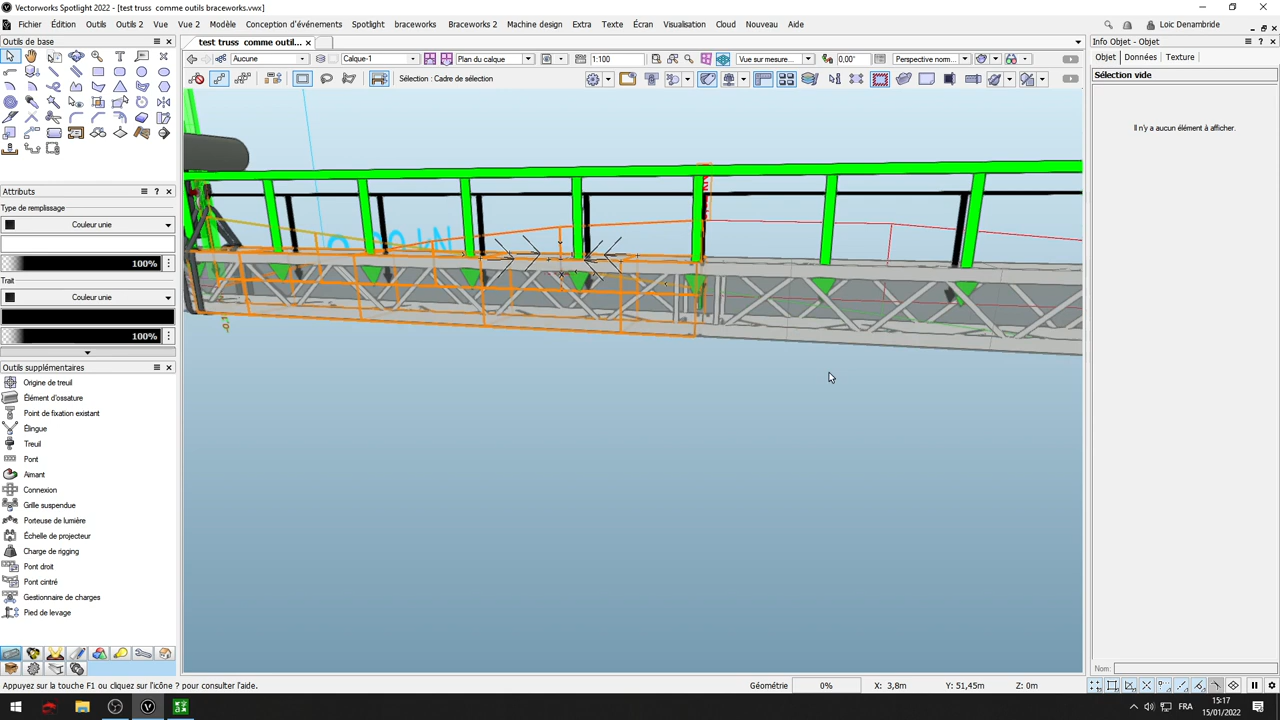 Vectorworks Spotlight 2022 - [test truss comme outils braceworks.vwx]
Fichier Édition Outils Outils 2 Vue Vue 2 Modèle Conception d'événements Spotlight braceworks Braceworks 2 Machine design Extra Texte Écran Visualisation Cloud Nouveau Aide
Loic Denambride
Outils de base
test truss comme outil...
Info Objet - Objet
Aucune
Calque-1
Plan du calque
1:100
Vue sur mesure...
0,00°
Perspective norm...
Objet Données Texture
Sélection : Cadre de sélection
Sélection vide
Il n'y a aucun élément à afficher.
Attributs
Type de remplissage
Couleur unie
100%
Trait
Couleur unie
100%
Outils supplémentaires
Origine de treuil
Élément d'ossature
Point de fixation existant
Élingue
Treuil
Pont
Aimant
Connexion
Grille suspendue
Porteuse de lumière
Échelle de projecteur
Charge de rigging
Pont droit
Pont cintré
Gestionnaire de charges
Pied de levage
Nom:
Appuyez sur la touche F1 ou cliquez sur l'icône ? pour consulter l'aide.
Géométrie 0% X: 3,8m Y: 51,45m Z: 0m
FRA
15:17
15/01/2022